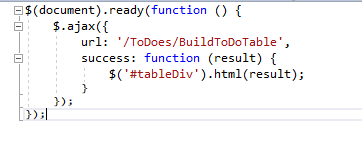 $(document).ready(function () {
    $.ajax({
        url: '/ToDoes/BuildToDoTable',
        success: function (result) {
            $('#tableDiv').html(result);
        }
    });
});